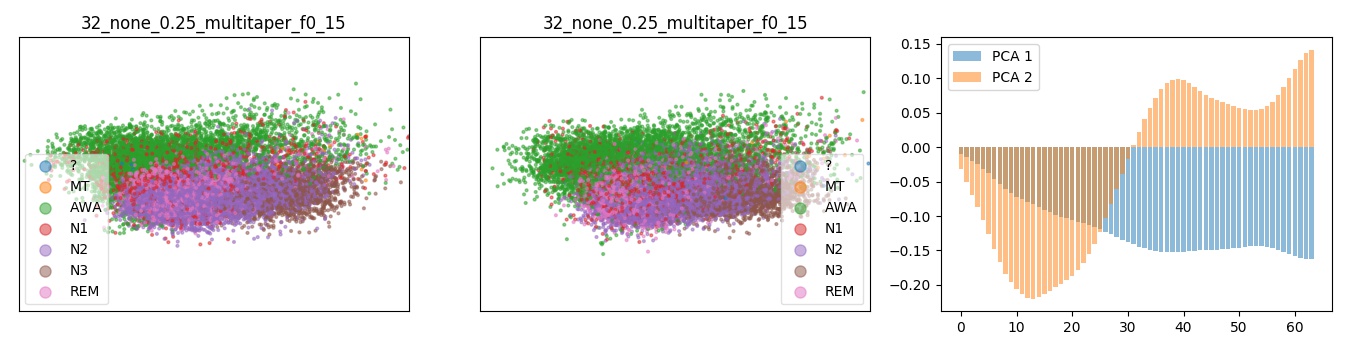 32_none_0.25_multitaper_f0_15
?
MT
AWA
N1
N2
N3
REM
32_none_0.25_multitaper_f0_15
?
MT
AWA
N1
N2
N3
REM
PCA 1
PCA 2
0.15
0.10
0.05
0.00
−0.05
−0.10
−0.15
−0.20
0 10 20 30 40 50 60